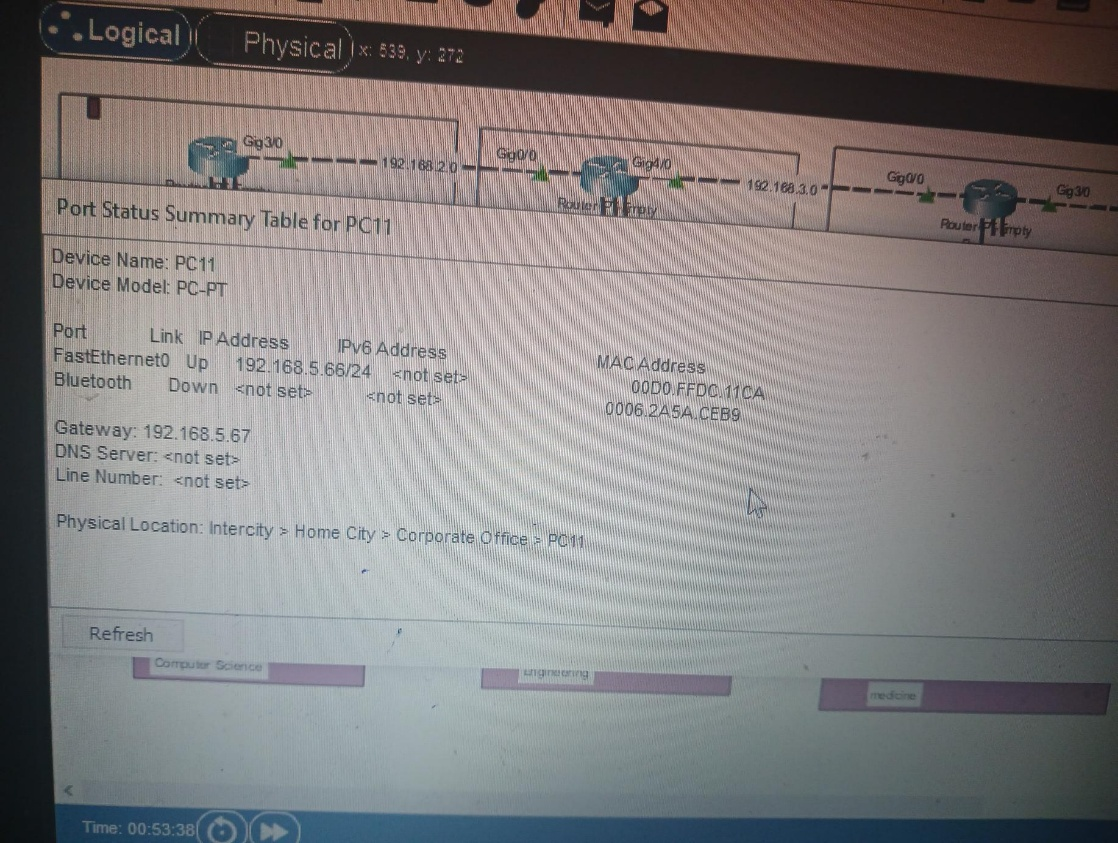 Logical Physical x: 539, y: 272
Gig3/0 192.168.2.0 Gig0/0 Gig4/0 192.168.3.0 Gig0/0 Gig3/0
Router-PT-Empty Router-PT-Empty
Port Status Summary Table for PC11
Device Name: PC11
Device Model: PC-PT
Port Link IP Address IPv6 Address MAC Address
FastEthernet0 Up 192.168.5.66/24 <not set> 00D0.FFDC.11CA
Bluetooth Down <not set> <not set> 0006.2A5A.CEB9
Gateway: 192.168.5.67
DNS Server: <not set>
Line Number: <not set>
Physical Location: Intercity > Home City > Corporate Office > PC11
Refresh
Computer Science Engineering medicine
Time: 00:53:38